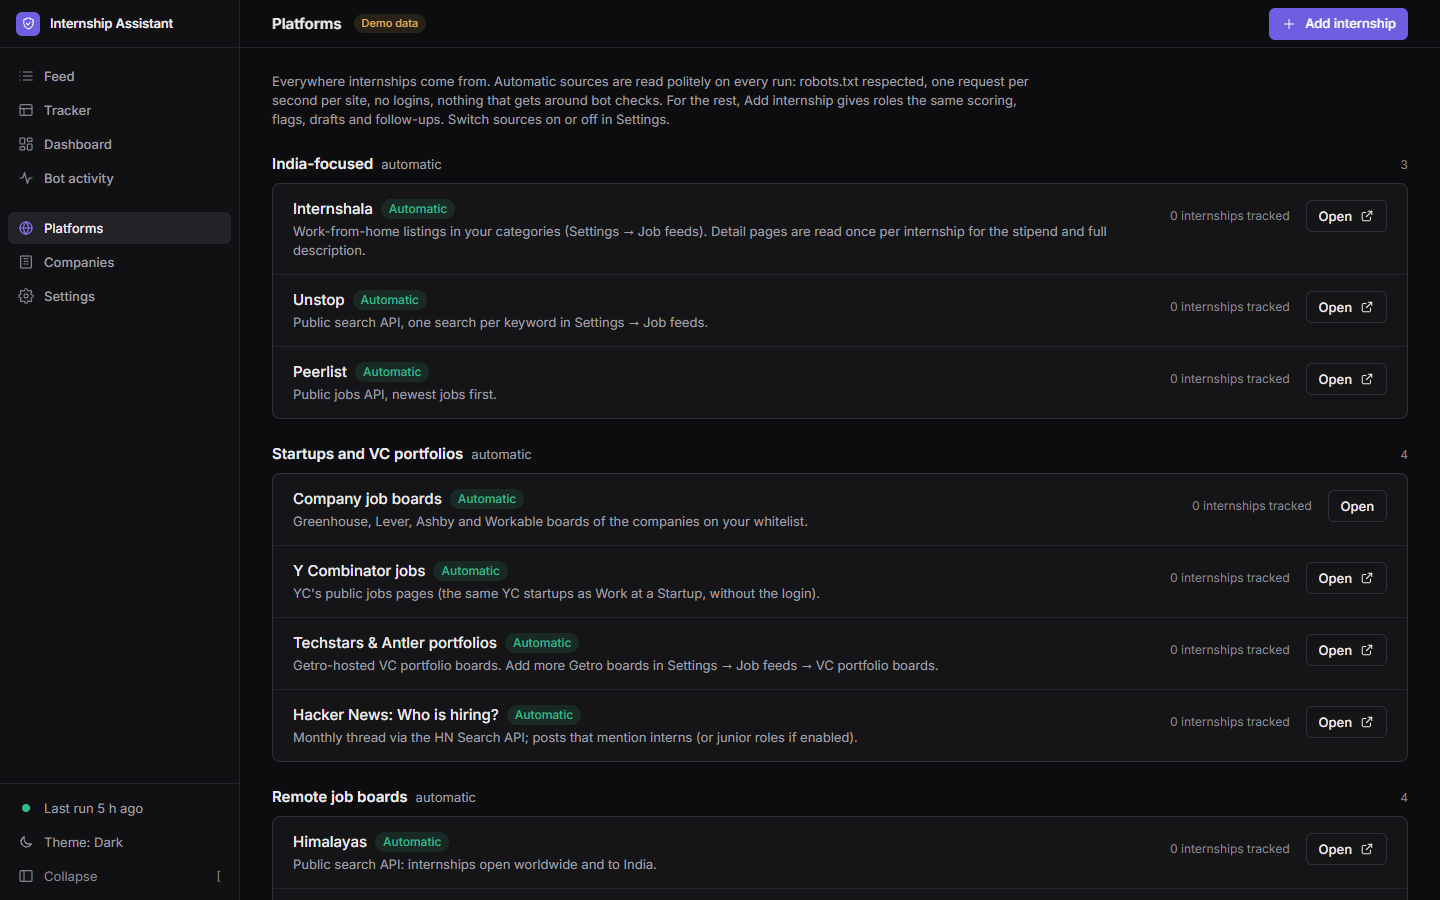 Internship Assistant
Feed
Tracker
Dashboard
Bot activity
Platforms
Companies
Settings
Last run 5 h ago
Theme: Dark
Collapse [
Platforms Demo data
Add internship
Everywhere internships come from. Automatic sources are read politely on every run: robots.txt respected, one request per
second per site, no logins, nothing that gets around bot checks. For the rest, Add internship gives roles the same scoring,
flags, drafts and follow-ups. Switch sources on or off in Settings.
India-focused automatic 3
Internshala Automatic
Work-from-home listings in your categories (Settings → Job feeds). Detail pages are read once per internship for the stipend and full
description.
0 internships tracked Open
Unstop Automatic
Public search API, one search per keyword in Settings → Job feeds.
0 internships tracked Open
Peerlist Automatic
Public jobs API, newest jobs first.
0 internships tracked Open
Startups and VC portfolios automatic 4
Company job boards Automatic
Greenhouse, Lever, Ashby and Workable boards of the companies on your whitelist.
0 internships tracked Open
Y Combinator jobs Automatic
YC's public jobs pages (the same YC startups as Work at a Startup, without the login).
0 internships tracked Open
Techstars & Antler portfolios Automatic
Getro-hosted VC portfolio boards. Add more Getro boards in Settings → Job feeds → VC portfolio boards.
0 internships tracked Open
Hacker News: Who is hiring? Automatic
Monthly thread via the HN Search API; posts that mention interns (or junior roles if enabled).
0 internships tracked Open
Remote job boards automatic 4
Himalayas Automatic
Public search API: internships open worldwide and to India.
0 internships tracked Open